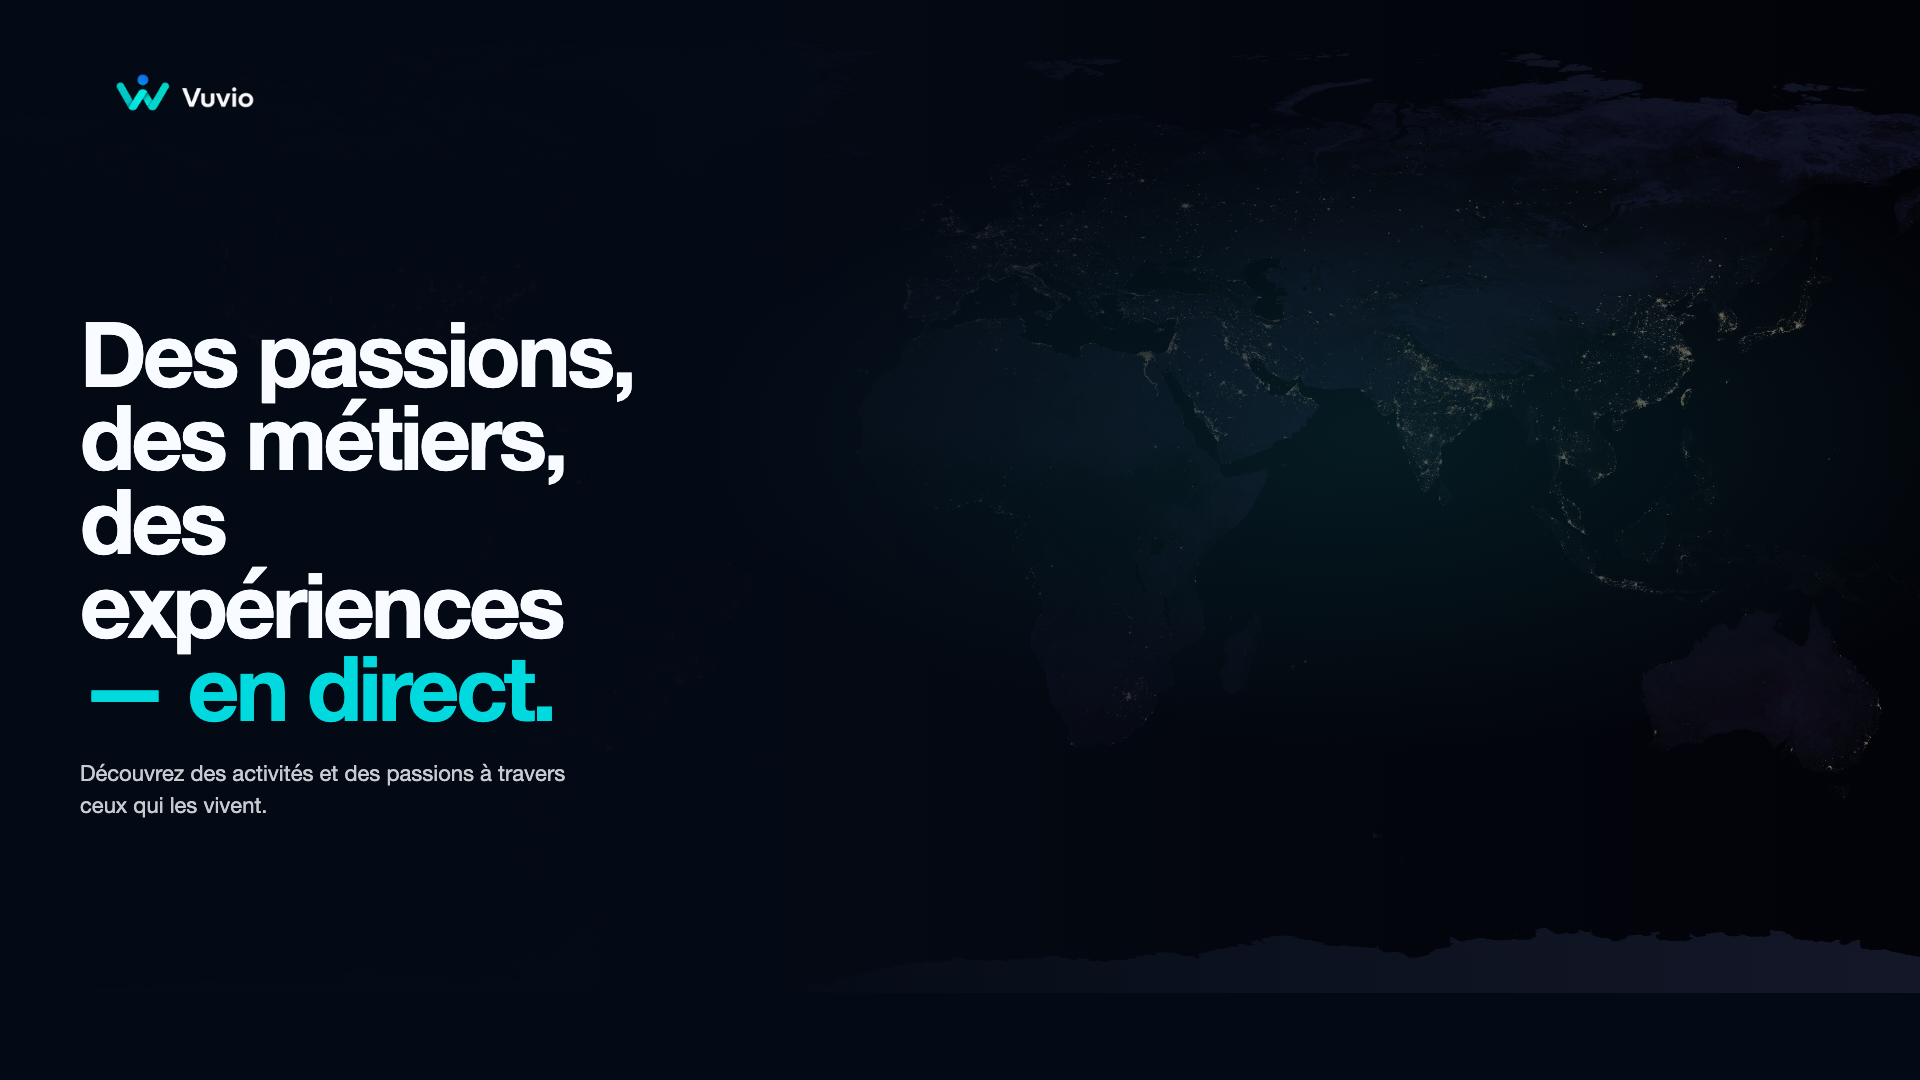 Vuvio
Des passions,
des métiers,
des
expériences
— en direct.
Découvrez des activités et des passions à travers
ceux qui les vivent.